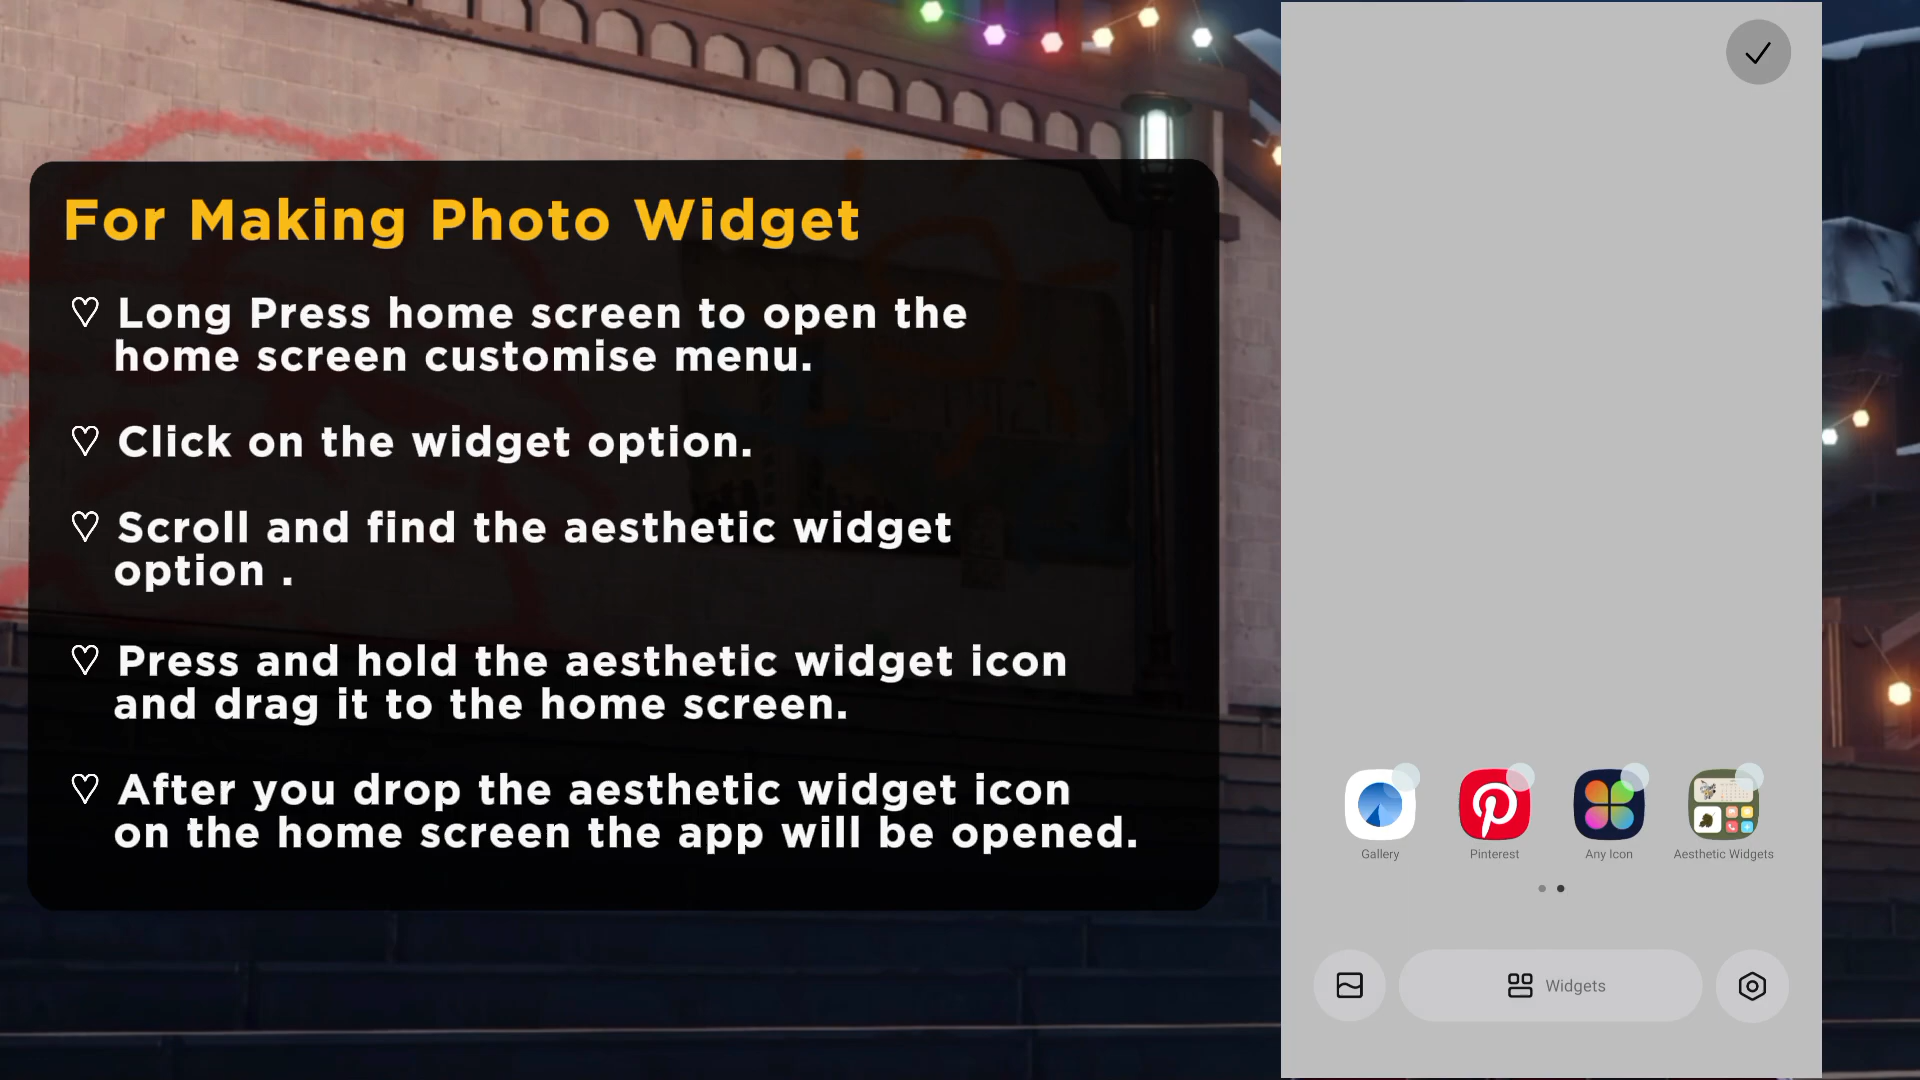 For Making Photo Widget
♡ Long Press home screen to open the
home screen customise menu.
♡ Click on the widget option.
♡ Scroll and find the aesthetic widget
option .
♡ Press and hold the aesthetic widget icon
and drag it to the home screen.
♡ After you drop the aesthetic widget icon
on the home screen the app will be opened.
Gallery Pinterest Any Icon Aesthetic Widgets
Widgets